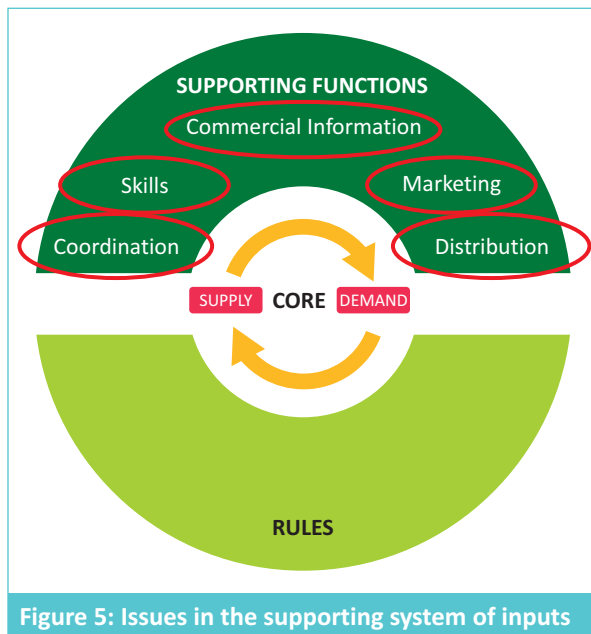 SUPPORTING FUNCTIONS
Commercial Information
Skills
Marketing
Coordination
Distribution
SUPPLY
CORE
DEMAND
RULES
Figure 5: Issues in the supporting system of inputs